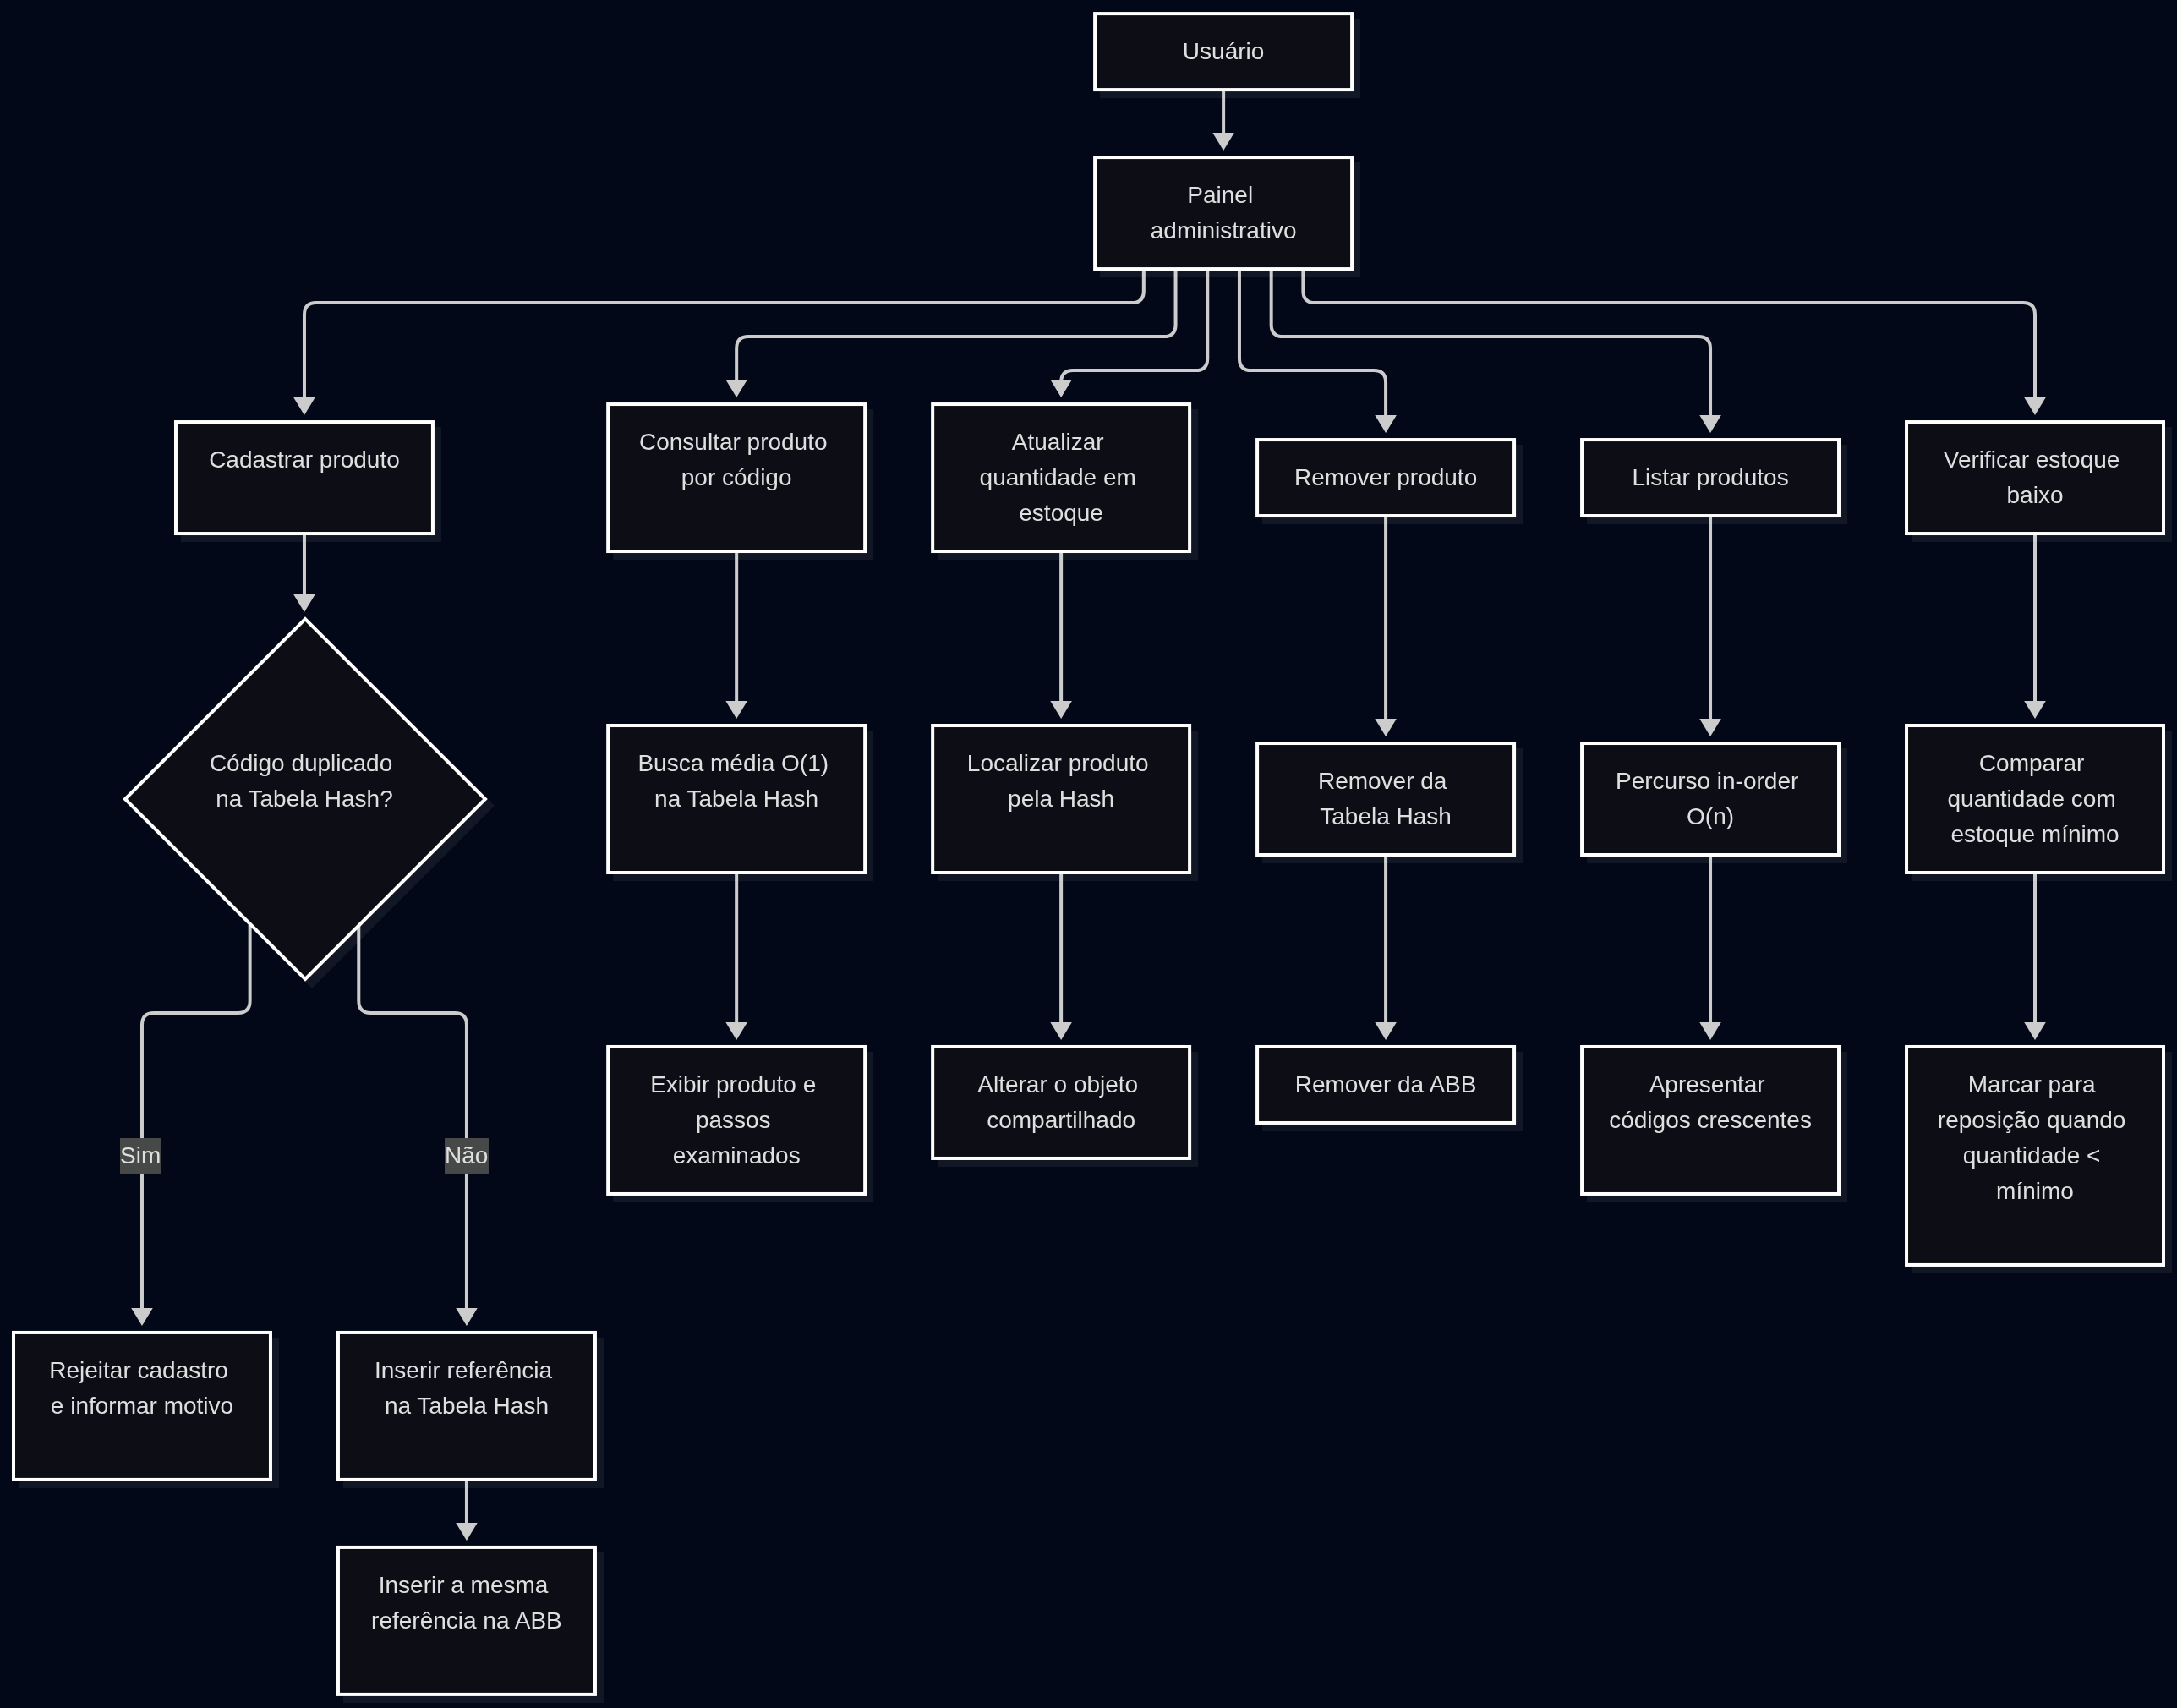 Usuário
Painel
administrativo
Cadastrar produto
Consultar produto
por código
Atualizar
quantidade em
estoque
Remover produto
Listar produtos
Verificar estoque
baixo
Código duplicado
na Tabela Hash?
Busca média O(1)
na Tabela Hash
Localizar produto
pela Hash
Remover da
Tabela Hash
Percurso in-order
O(n)
Comparar
quantidade com
estoque mínimo
Sim
Não
Exibir produto e
passos
examinados
Alterar o objeto
compartilhado
Remover da ABB
Apresentar
códigos crescentes
Marcar para
reposição quando
quantidade <
mínimo
Rejeitar cadastro
e informar motivo
Inserir referência
na Tabela Hash
Inserir a mesma
referência na ABB